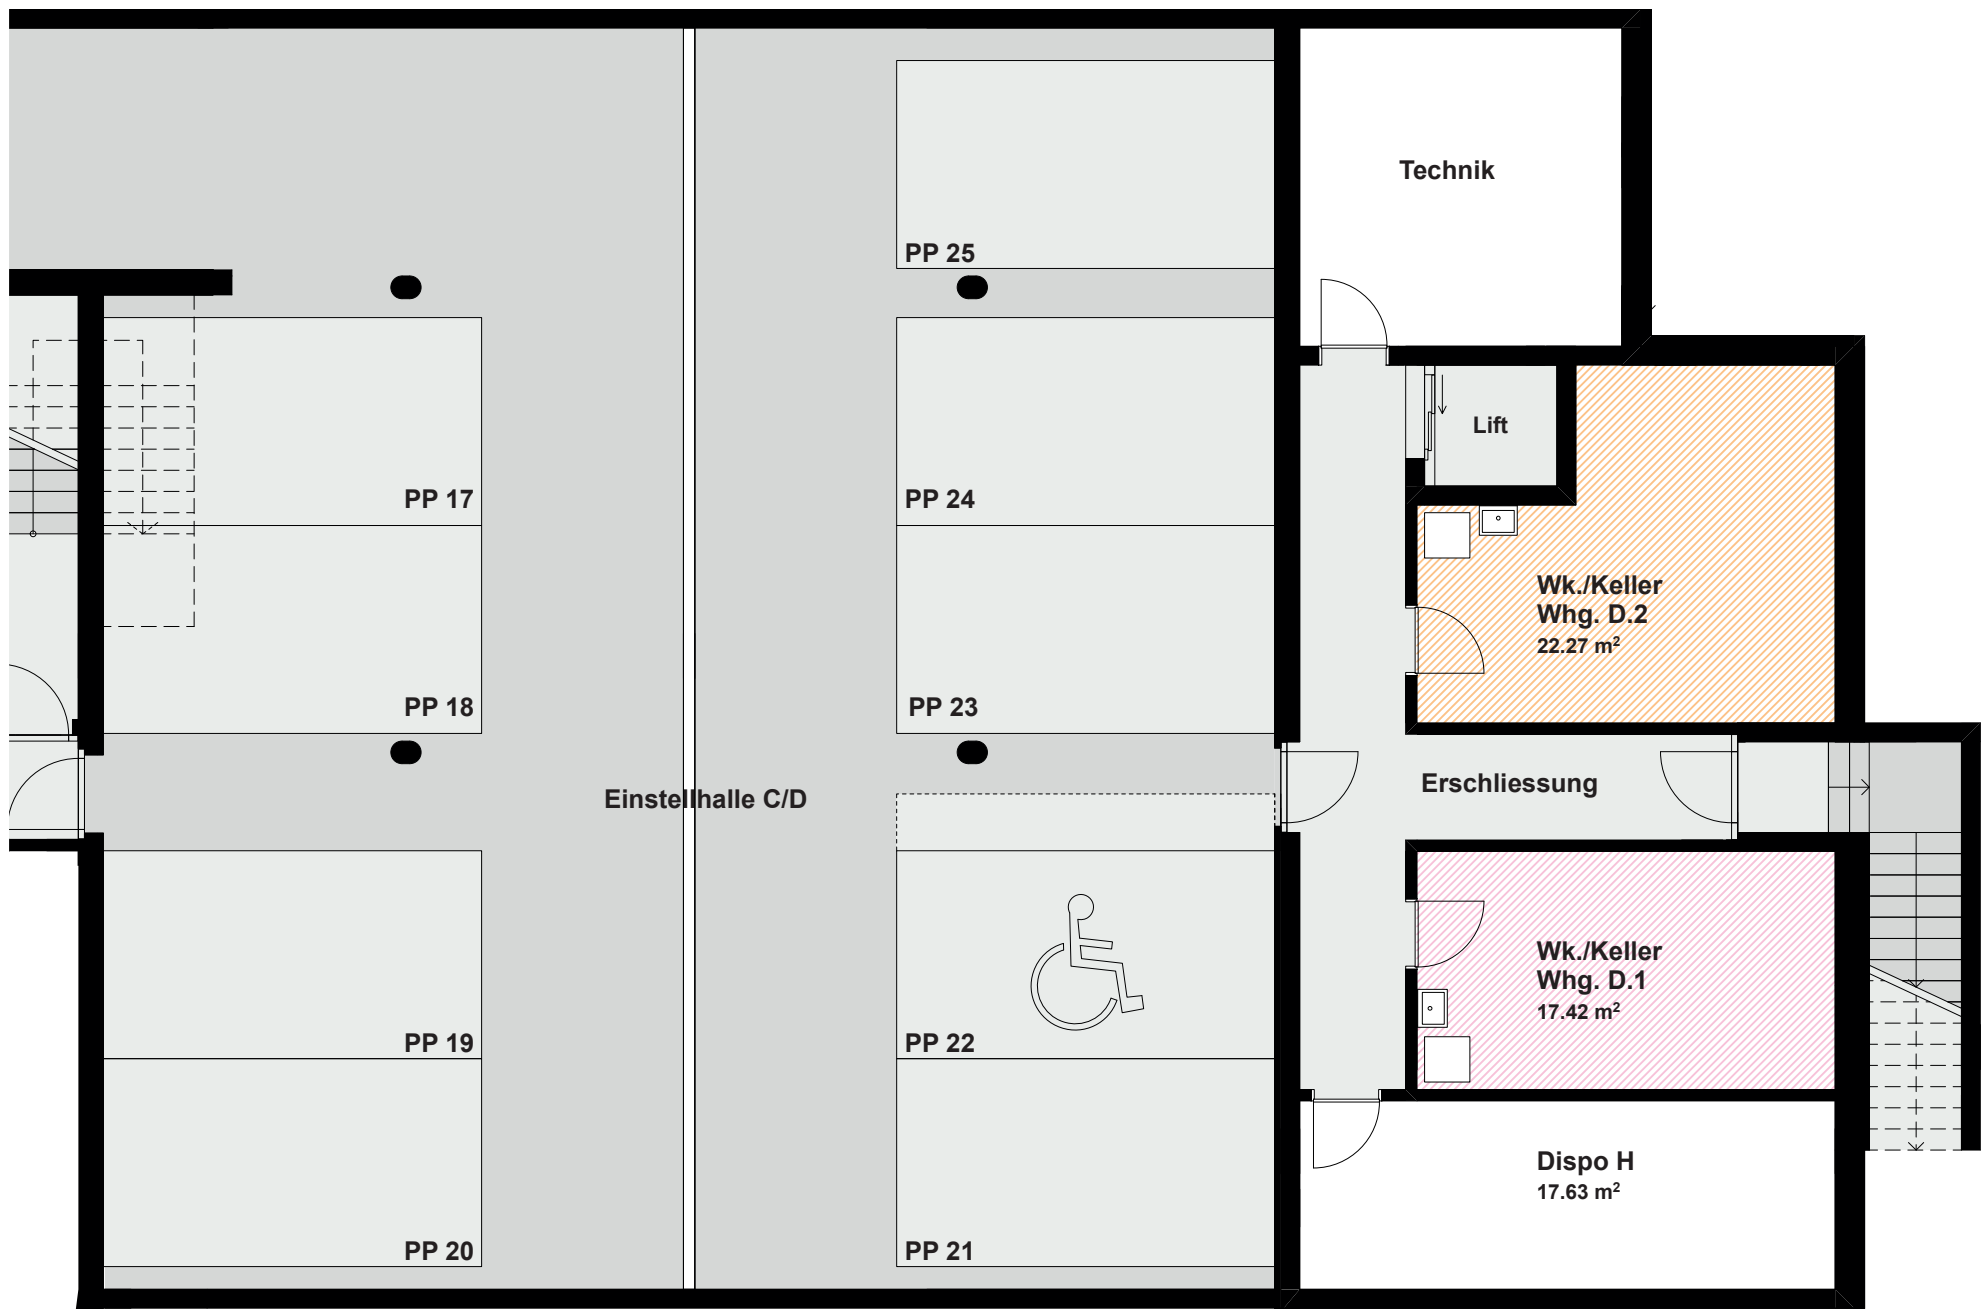 Technik
PP 25
Lift
PP 17
PP 24
Wk./Keller
Whg. D.2
22.27 m²
PP 18
PP 23
Einstellhalle C/D
Erschliessung
Wk./Keller
Whg. D.1
17.42 m²
PP 19
PP 22
Dispo H
17.63 m²
PP 20
PP 21